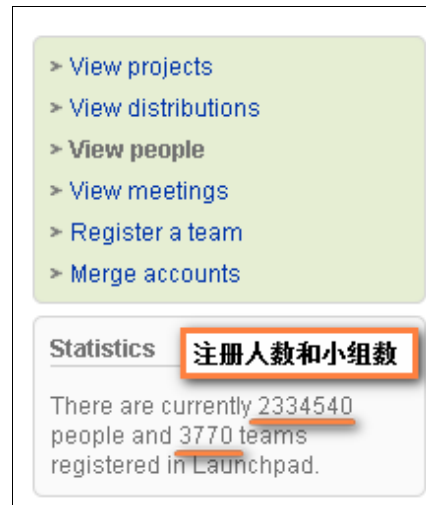 > View projects
> View distributions
> View people
> View meetings
> Register a team
> Merge accounts
Statistics
注册人数和小组数
There are currently 2334540
people and 3770 teams
registered in Launchpad.